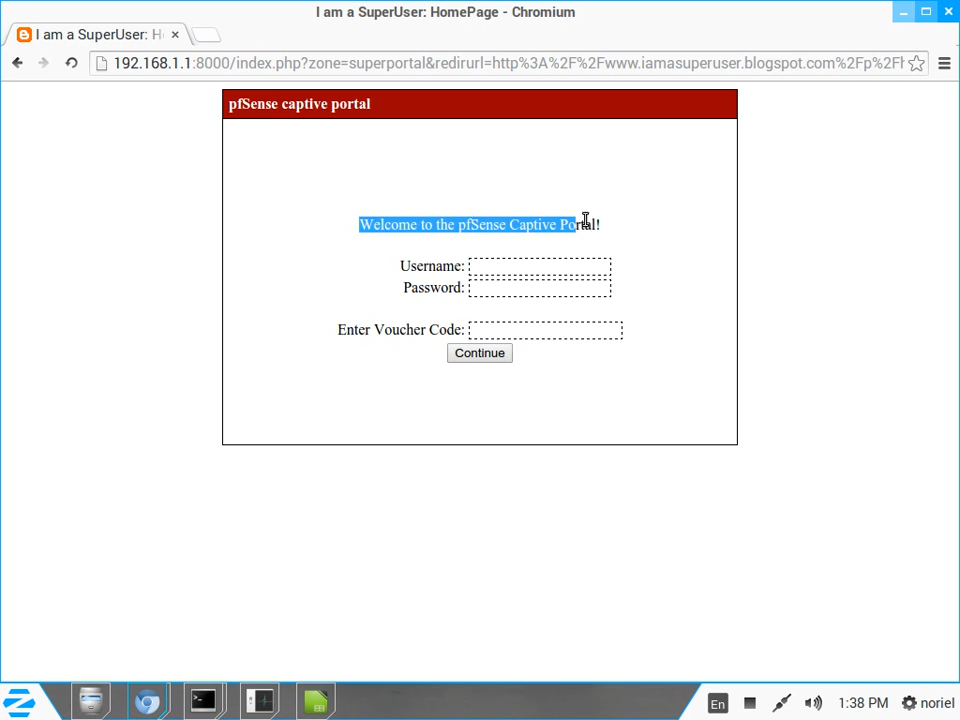 I am a SuperUser: HomePage - Chromium
I am a SuperUser: H
192.168.1.1:8000/index.php?zone=superportal&redirurl=http%3A%2F%2Fwww.iamasuperuser.blogspot.com%2Fp%2F
pfSense captive portal
Welcome to the pfSense Captive Portal!
Username:
Password:
Enter Voucher Code:
Continue
En
1:38 PM
noriel